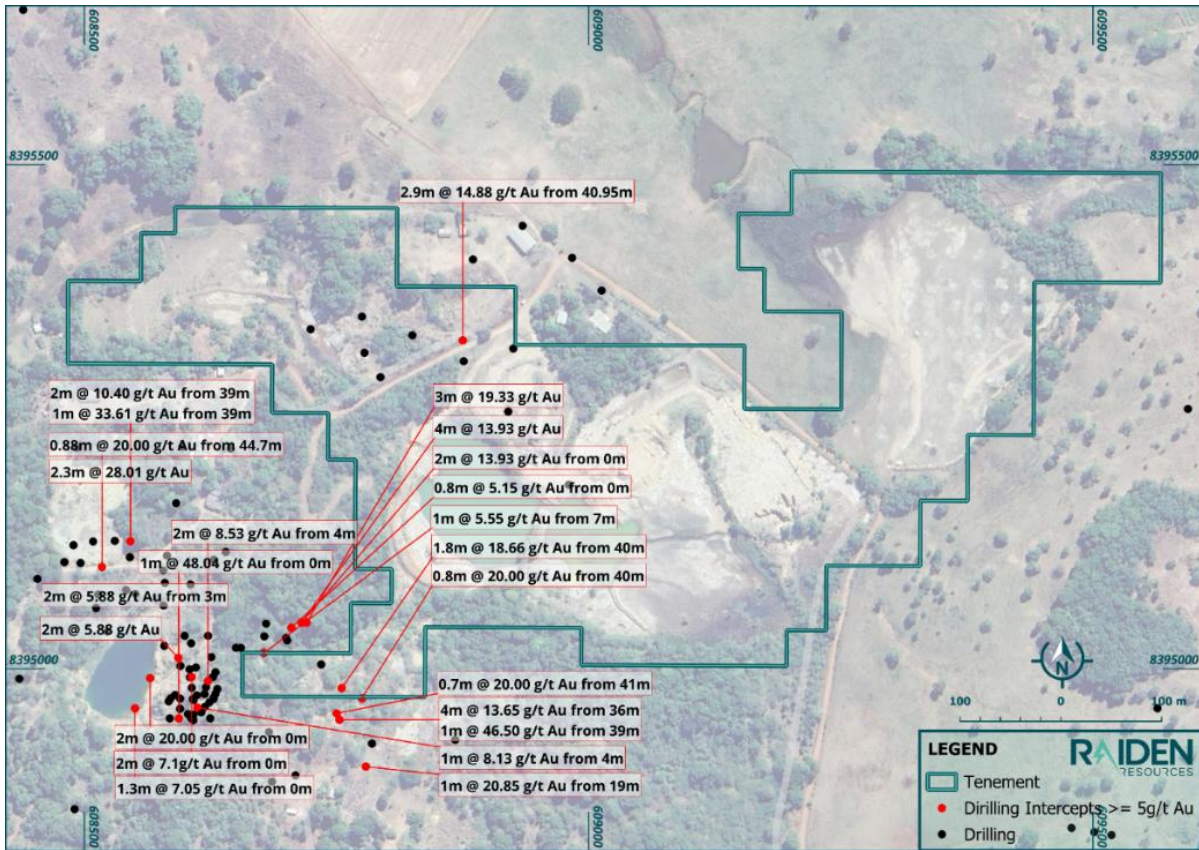 608500
609000
609500
8395500
8395500
2.9m @ 14.88 g/t Au from 40.95m
2m @ 10.40 g/t Au from 39m
1m @ 33.61 g/t Au from 39m
0.88m @ 20.00 g/t Au from 44.7m
2.3m @ 28.01 g/t Au
3m @ 19.33 g/t Au
4m @ 13.93 g/t Au
2m @ 13.93 g/t Au from 0m
0.8m @ 5.15 g/t Au from 0m
1m @ 5.55 g/t Au from 7m
1.8m @ 18.66 g/t Au from 40m
0.8m @ 20.00 g/t Au from 40m
2m @ 8.53 g/t Au from 4m
1m @ 48.04 g/t Au from 0m
2m @ 5.88 g/t Au from 3m
2m @ 5.88 g/t Au
8395000
8395000
0.7m @ 20.00 g/t Au from 41m
4m @ 13.65 g/t Au from 36m
1m @ 46.50 g/t Au from 39m
1m @ 8.13 g/t Au from 4m
1m @ 20.85 g/t Au from 19m
2m @ 20.00 g/t Au from 0m
2m @ 7.1g/t Au from 0m
1.3m @ 7.05 g/t Au from 0m
N
100 0 100 m
LEGEND
RAIDEN
RESOURCES
Tenement
Dirilling Intercepts >= 5g/t Au
Drilling
608500
609000
609500